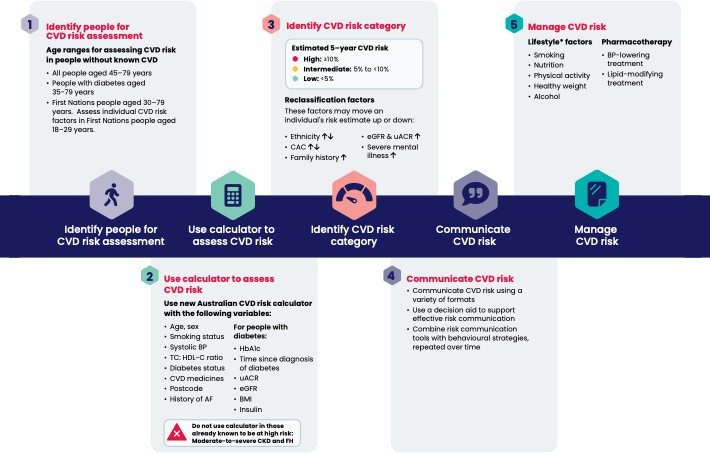 1
Identify people for
CVD risk assessment
Age ranges for assessing CVD risk
in people without known CVD
• All people aged 45–79 years
• People with diabetes aged
35-79 years
• First Nations people aged 30–79
years. Assess individual CVD risk
factors in First Nations people aged
18–29 years.
3
Identify CVD risk category
Estimated 5–year CVD risk
High: ≥10%
Intermediate: 5% to <10%
Low: <5%
Reclassification factors
These factors may move an
individual's risk estimate up or down:
• Ethnicity ↑↓
• CAC ↑↓
• Family history ↑
• eGFR & uACR ↑
• Severe mental
illness ↑
5
Manage CVD risk
Lifestyle* factors
• Smoking
• Nutrition
• Physical activity
• Healthy weight
• Alcohol
Pharmacotherapy
• BP-lowering
treatment
• Lipid-modifying
treatment
Identify people for
CVD risk assessment
Use calculator to
assess CVD risk
Identify CVD risk
category
Communicate
CVD risk
Manage
CVD risk
2
Use calculator to assess
CVD risk
Use new Australian CVD risk calculator
with the following variables:
• Age, sex
• Smoking status
• Systolic BP
• TC: HDL-C ratio
• Diabetes status
• CVD medicines
• Postcode
• History of AF
For people with
diabetes:
• HbA1c
• Time since diagnosis
of diabetes
• uACR
• eGFR
• BMI
• Insulin
Do not use calculator in those
already known to be at high risk:
Moderate-to-severe CKD and FH
4
Communicate CVD risk
• Communicate CVD risk using a
variety of formats
• Use a decision aid to support
effective risk communication
• Combine risk communication
tools with behavioural strategies,
repeated over time